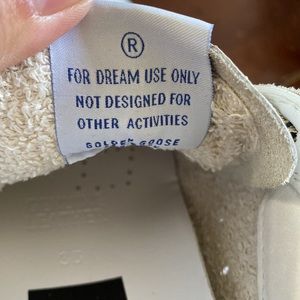 ®
FOR DREAM USE ONLY
NOT DESIGNED FOR
OTHER ACTIVITIES
GOLDEN GOOSE